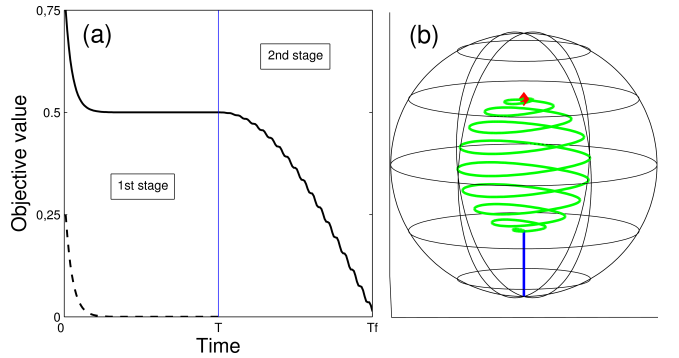 0,75
(a)
(b)
2nd stage
0.5
Objective value
1st stage
0,25
0
0
T
Tf
Time